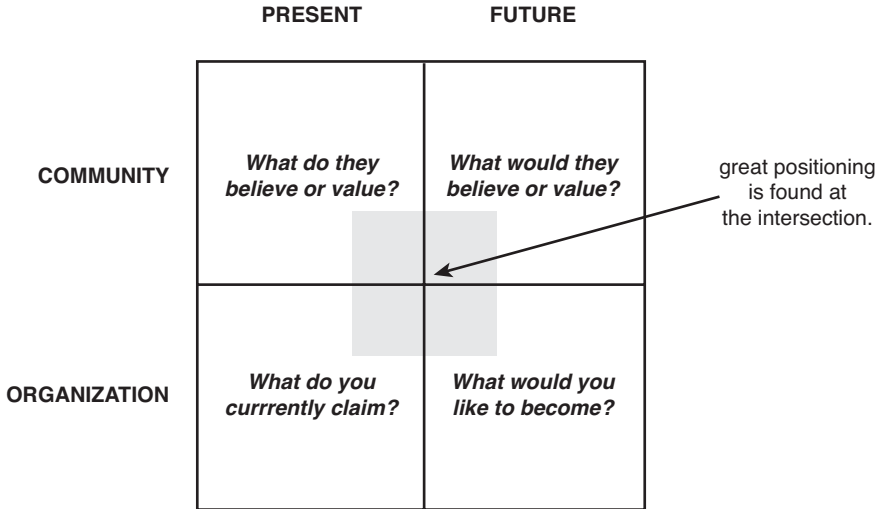 PRESENT FUTURE
COMMUNITY
What do they
believe or value?
What would they
believe or value?
great positioning
is found at
the intersection.
ORGANIZATION
What do you
currrently claim?
What would you
like to become?